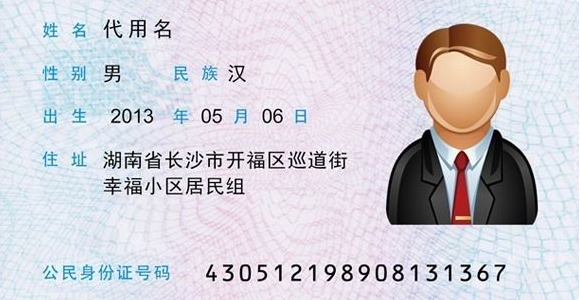 姓名 代用名
性别 男 民族 汉
出生 2013 年 05 月 06 日
住址 湖南省长沙市开福区巡道街
幸福小区居民组
公民身份证号码 430512198908131367